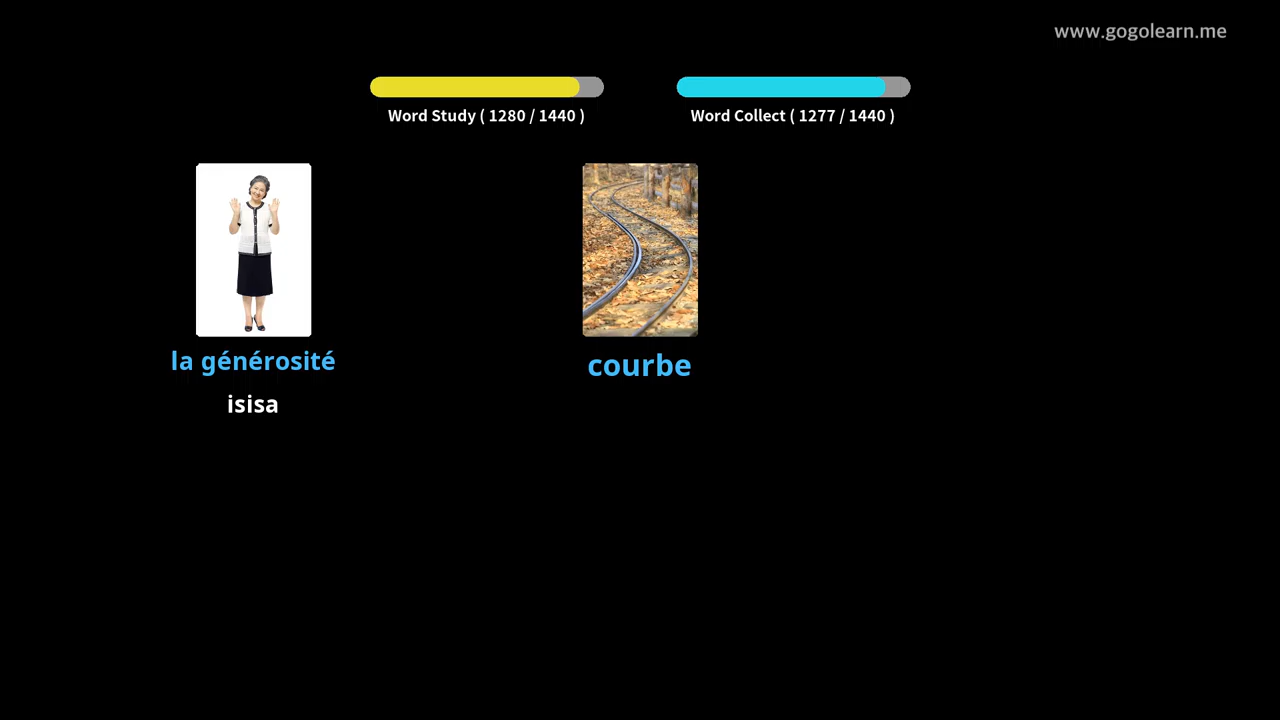 www.gogolearn.me
Word Study ( 1280 / 1440 )
Word Collect ( 1277 / 1440 )
la générosité
isisa
courbe